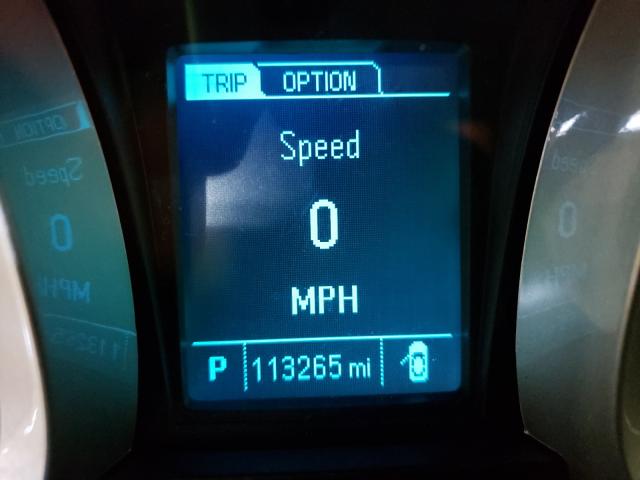 TRIP OPTION
Speed
0
MPH
P 113265 mi